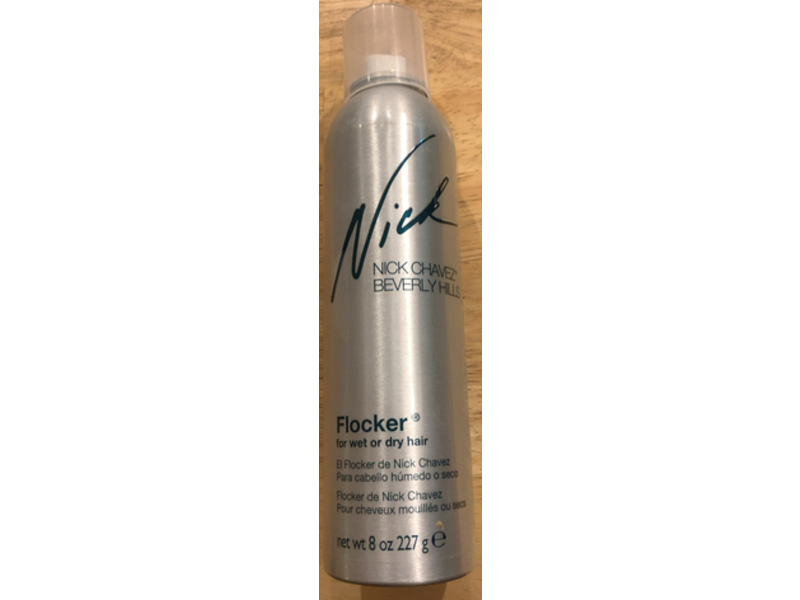 Nick
NICK CHAVEZ™
BEVERLY HILLS
Flocker®
for wet or dry hair
El Flocker de Nick Chavez
Para cabello húmedo o seco
Flocker de Nick Chavez
Pour cheveux mouillés ou secs
net wt 8 oz 227 g ℮